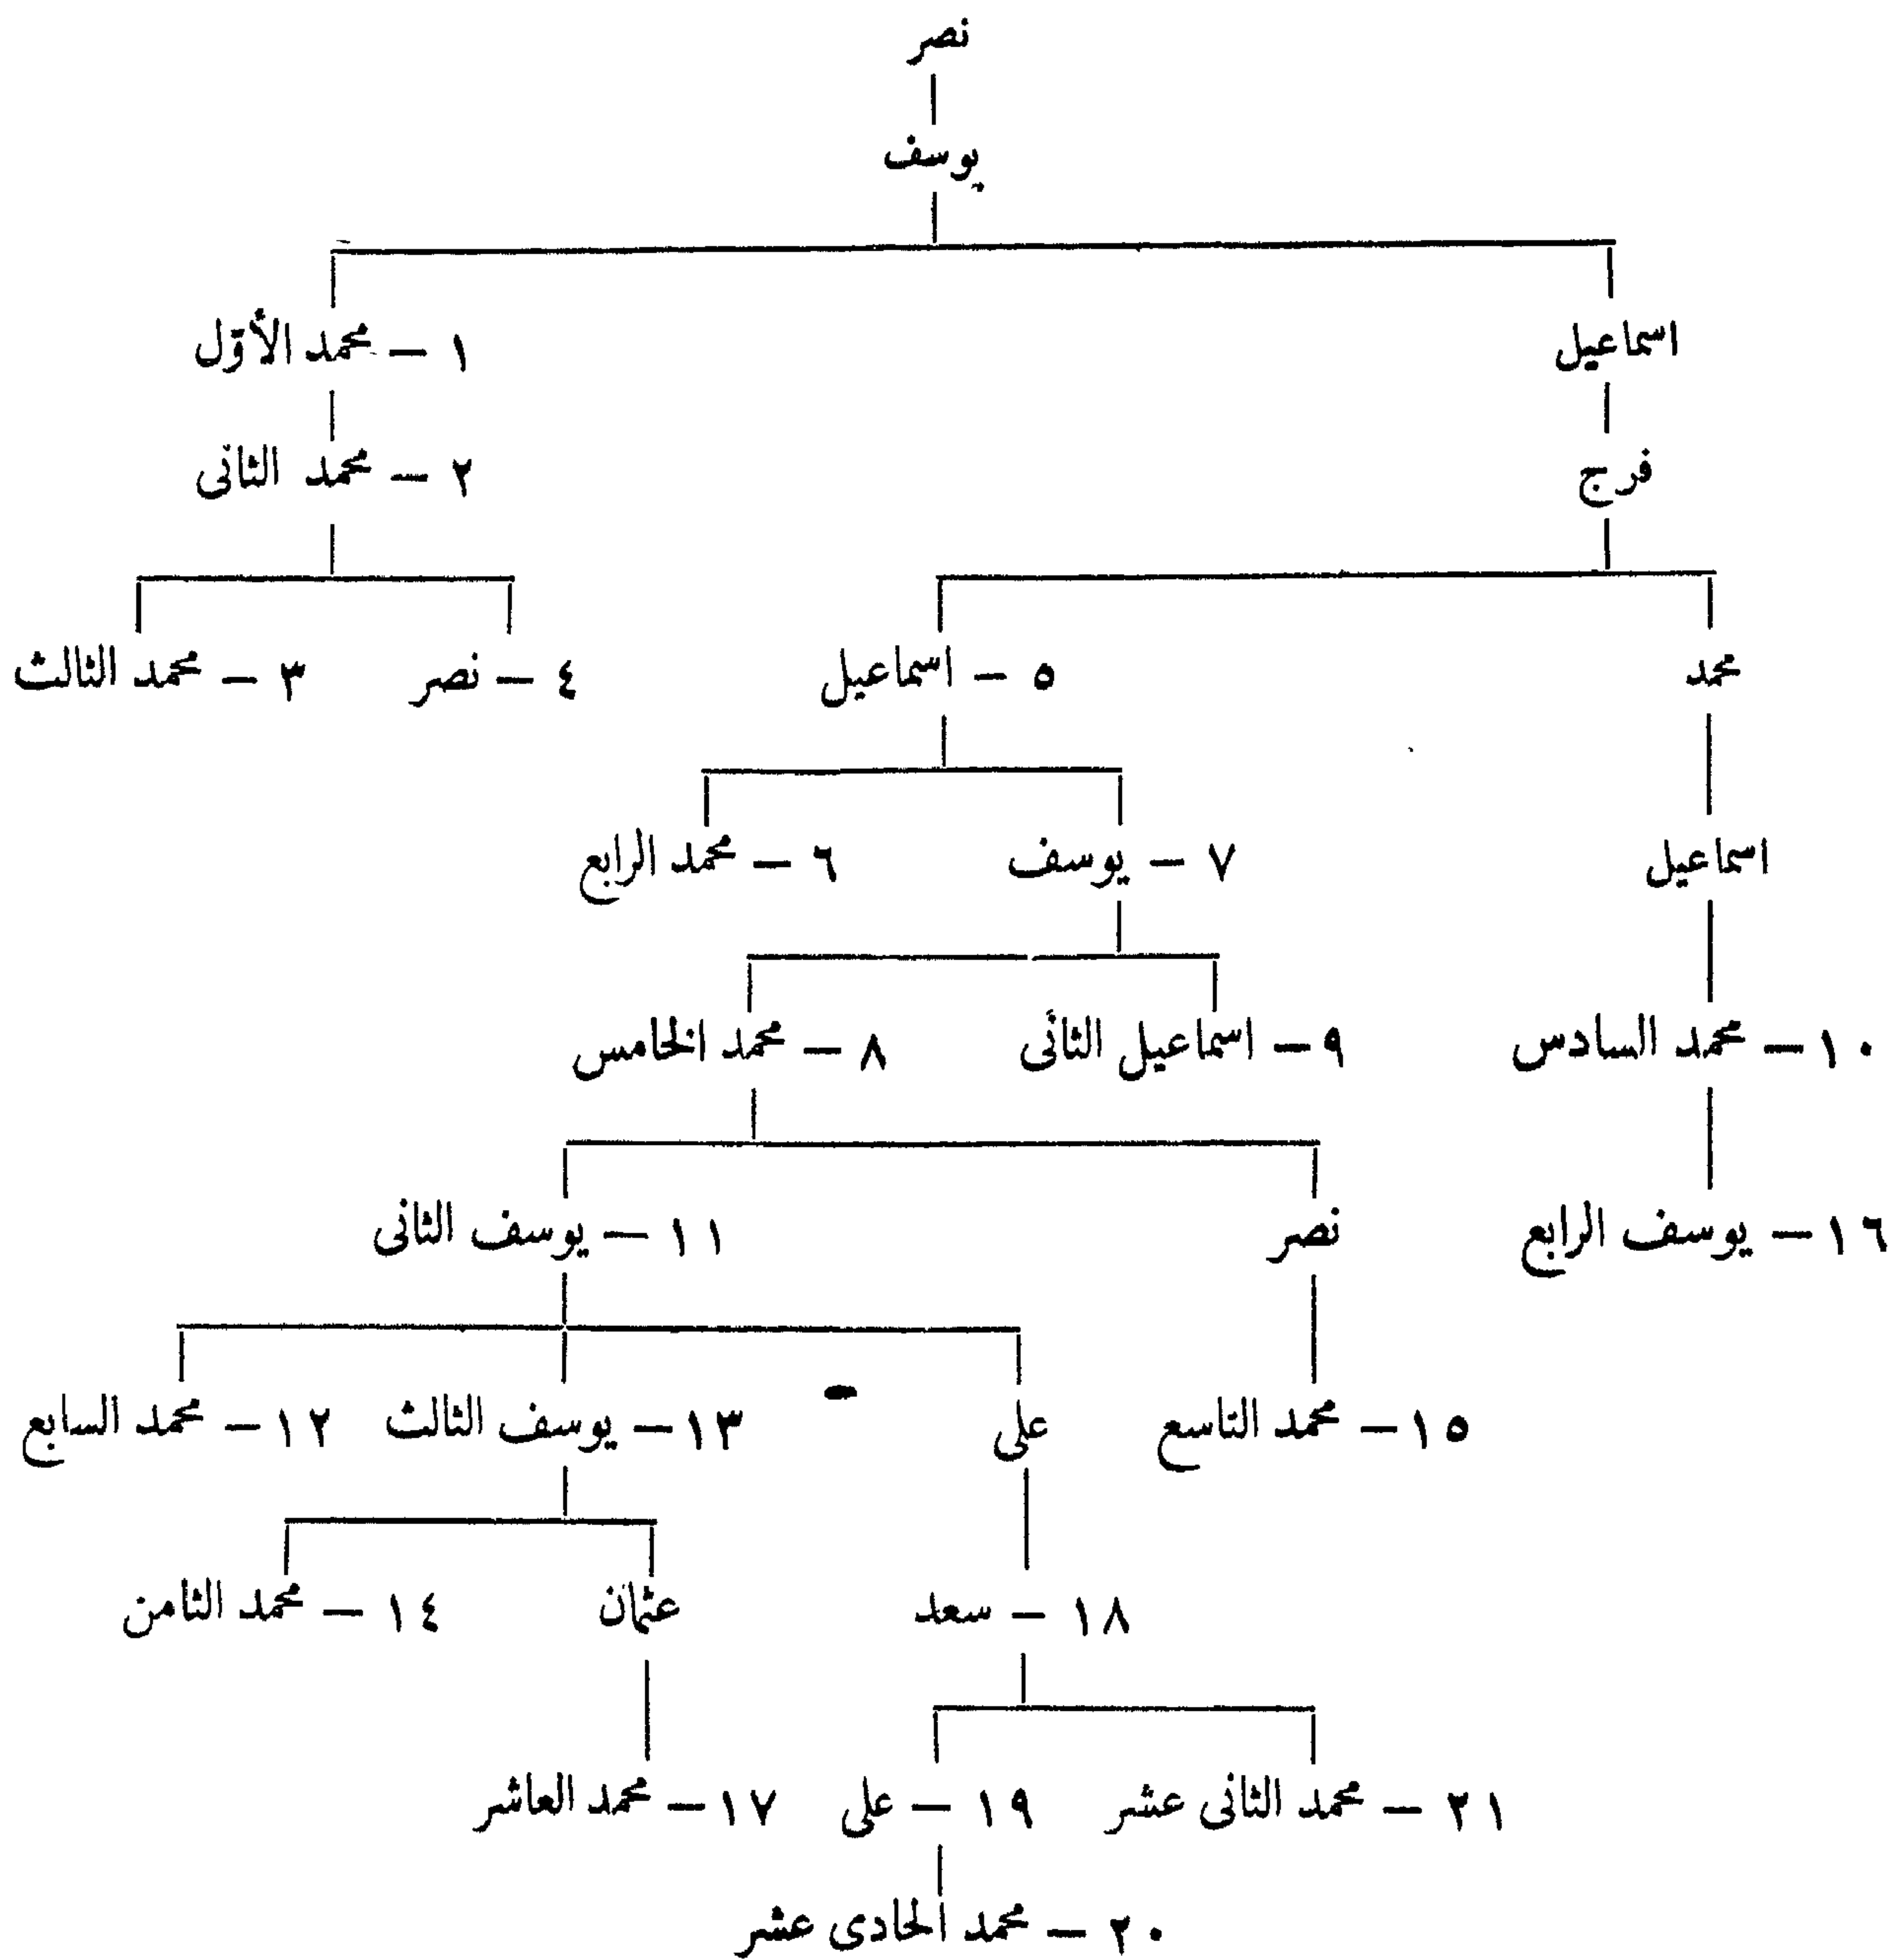 نصر
يوسف
اسماعيل
١ – محمد الأوّل
فرج
٢ – محمد الثانى
محمد
٥ – اسماعيل
٤ – نصر
٣ – محمد الثالث
اسماعيل
٧ – يوسف
٦ – محمد الرابع
١٠ – محمد السادس
٩ – اسماعيل الثانى
٨ – محمد الخامس
١٦ – يوسف الرابع
نصر
١١ – يوسف الثانى
١٥ – محمد التاسع
على
١٣ – يوسف الثالث
١٢ – محمد السابع
١٨ – سعد
عثمان
١٤ – محمد الثامن
٢١ – محمد الثانى عشر
١٩ – على
١٧ – محمد العاشر
٢٠ – محمد الحادى عشر